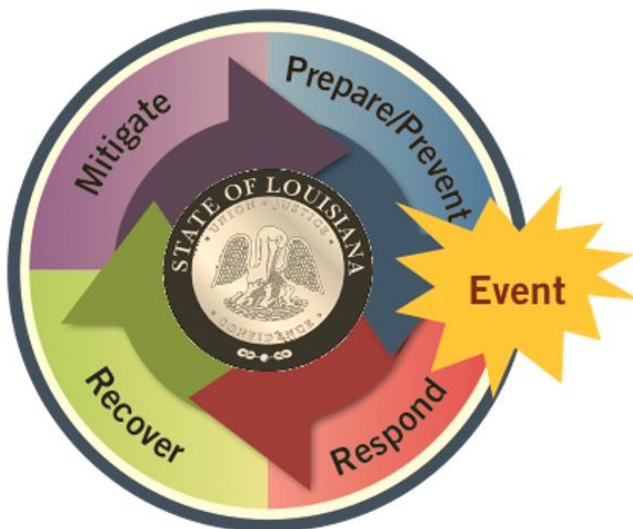 Mitigate
Prepare/Prevent
Event
Respond
Recover
STATE OF LOUISIANA
UNION · JUSTICE
CONFIDENCE